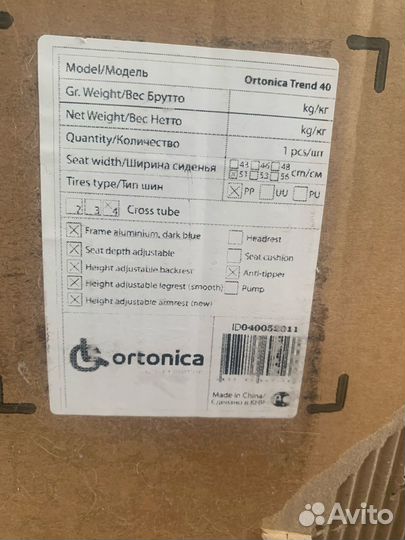 Model/Модель Ortonica Trend 40
Gr. Weight/Вес Брутто kg/кг
Net Weight/Вес Нетто kg/кг
Quantity/Количество 1 pcs/шт
Seat width/Ширина сиденья 43 46 48
51 53 56 cm/см
Tires type/Тип шин PP UU PU
2 3 4 Cross tube
Frame aluminium, dark blue Headrest
Seat depth adjustable Seat cushion
Height adjustable backrest Anti-tipper
Height adjustable legrest (smooth) Pump
Height adjustable armrest (new)
ID040052011
ortonica
Made in China/
Сделано в КНР
Avito